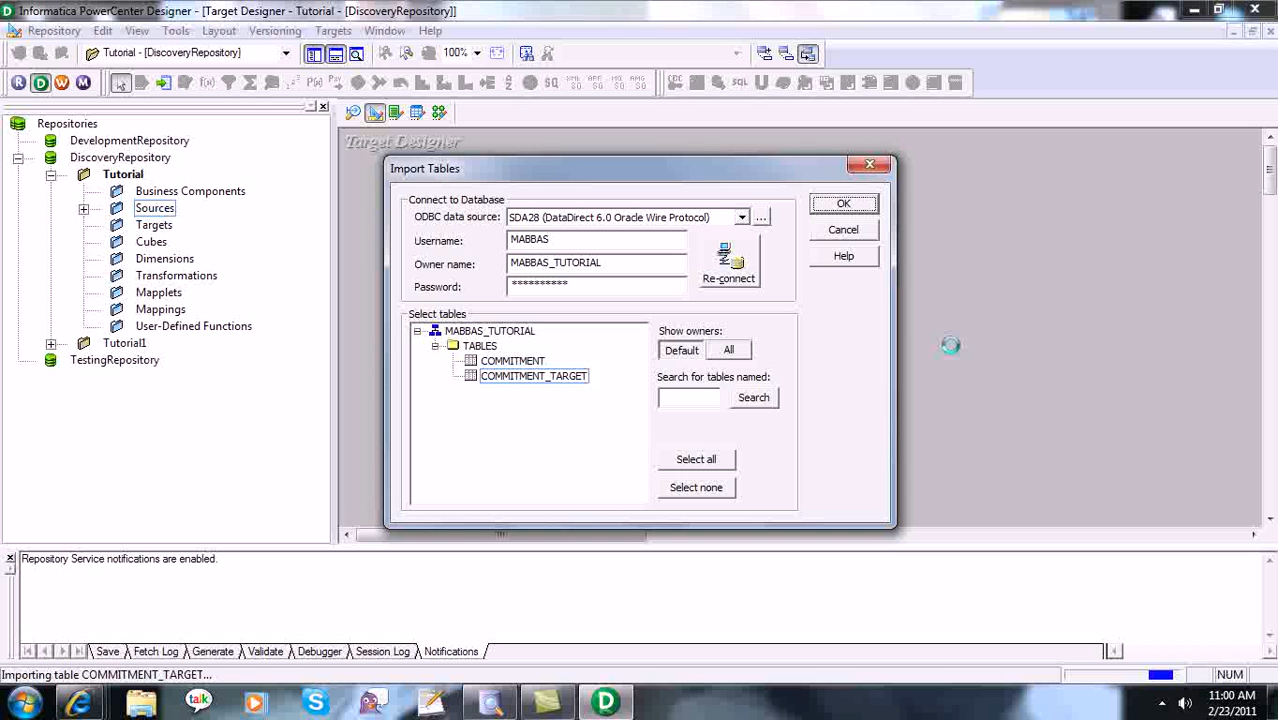 Informatica PowerCenter Designer - [Target Designer - Tutorial - [DiscoveryRepository]]
Repository Edit View Tools Layout Versioning Targets Window Help
Tutorial - [DiscoveryRepository] 100%
R D W M
Repositories
DevelopmentRepository
DiscoveryRepository
Tutorial
Business Components
Sources
Targets
Cubes
Dimensions
Transformations
Mapplets
Mappings
User-Defined Functions
Tutorial1
TestingRepository
Target Designer
Import Tables
Connect to Database
ODBC data source: SDA28 (DataDirect 6.0 Oracle Wire Protocol) ...
Username: MABBAS
Owner name: MABBAS_TUTORIAL
Password: **********
Re-connect
OK
Cancel
Help
Select tables
MABBAS_TUTORIAL
TABLES
COMMITMENT
COMMITMENT_TARGET
Show owners:
Default All
Search for tables named:
Search
Select all
Select none
Repository Service notifications are enabled.
Save Fetch Log Generate Validate Debugger Session Log Notifications
Importing table COMMITMENT_TARGET... NUM
talk
11:00 AM
2/23/2011